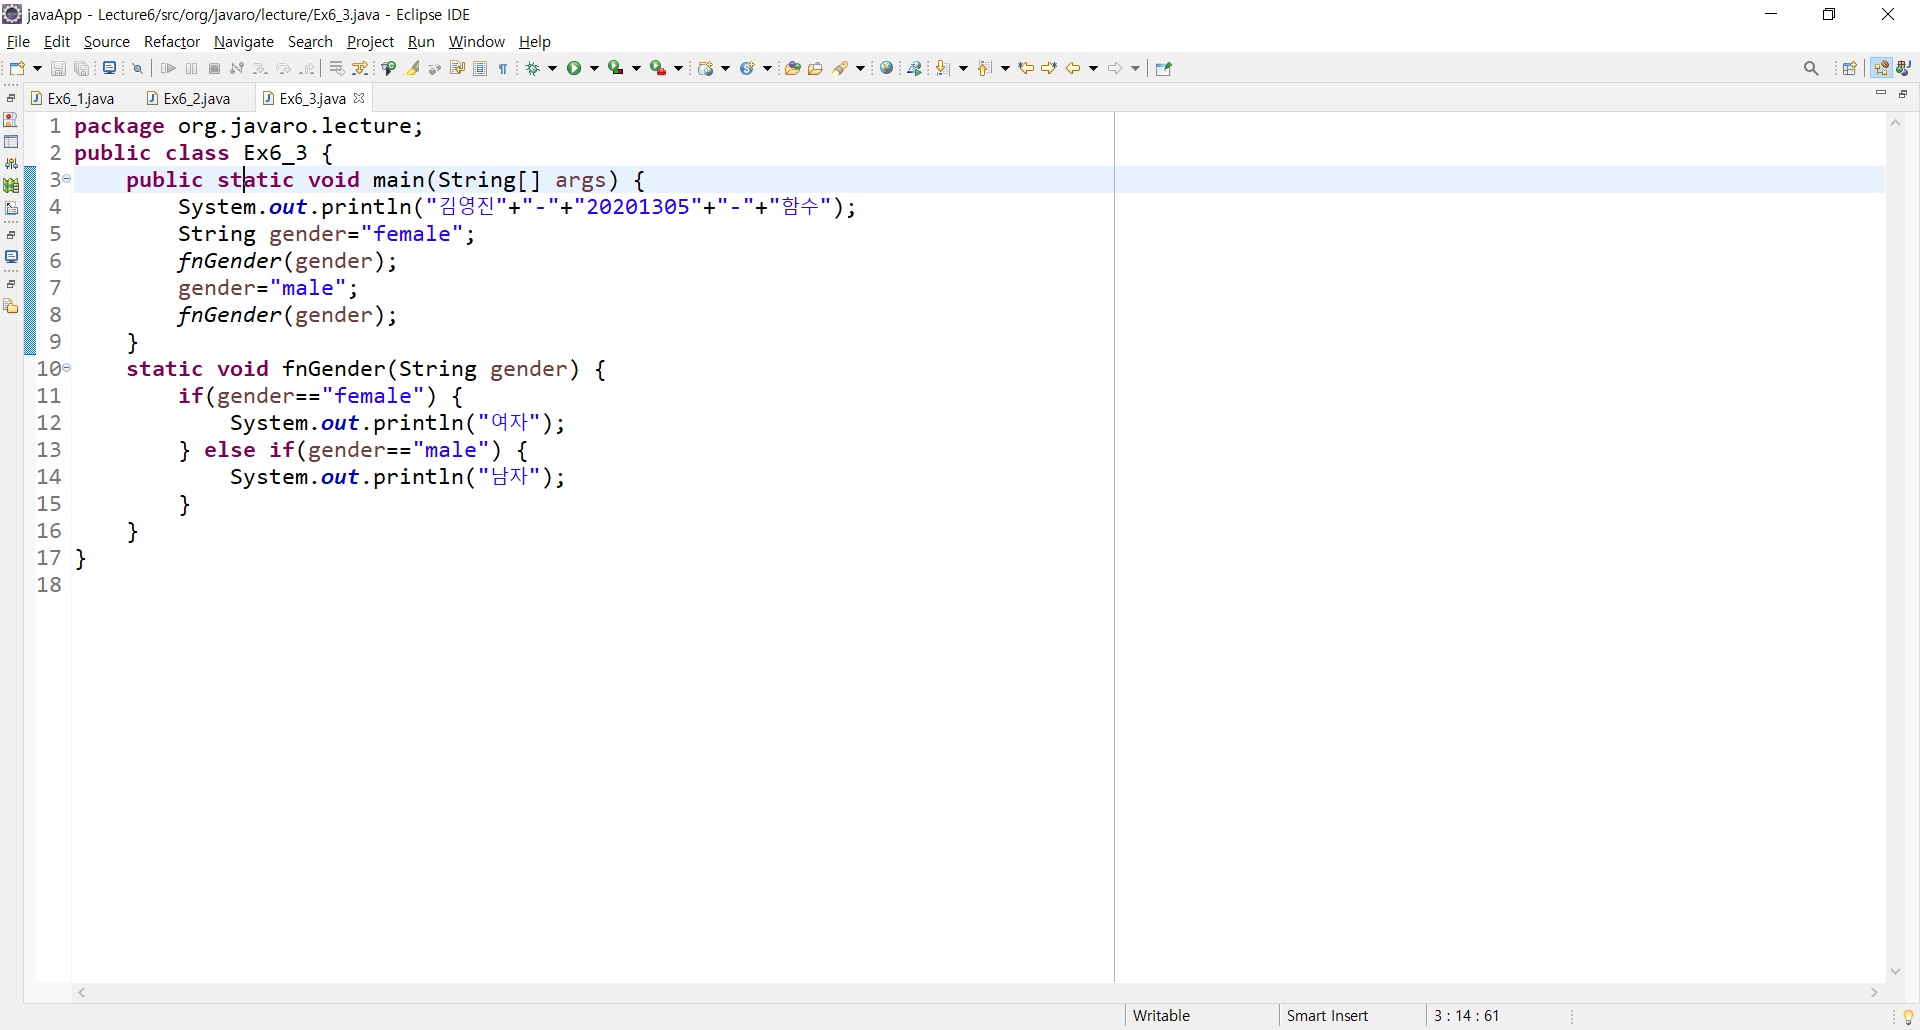 javaApp - Lecture6/src/org/javaro/lecture/Ex6_3.java - Eclipse IDE
File Edit Source Refactor Navigate Search Project Run Window Help
Ex6_1.java Ex6_2.java Ex6_3.java
1 package org.javaro.lecture;
2 public class Ex6_3 {
3 public static void main(String[] args) {
4 System.out.println("김영진"+"-"+"20201305"+"-"+"함수");
5 String gender="female";
6 fnGender(gender);
7 gender="male";
8 fnGender(gender);
9 }
10 static void fnGender(String gender) {
11 if(gender=="female") {
12 System.out.println("여자");
13 } else if(gender=="male") {
14 System.out.println("남자");
15 }
16 }
17 }
18
Writable Smart Insert 3 : 14 : 61